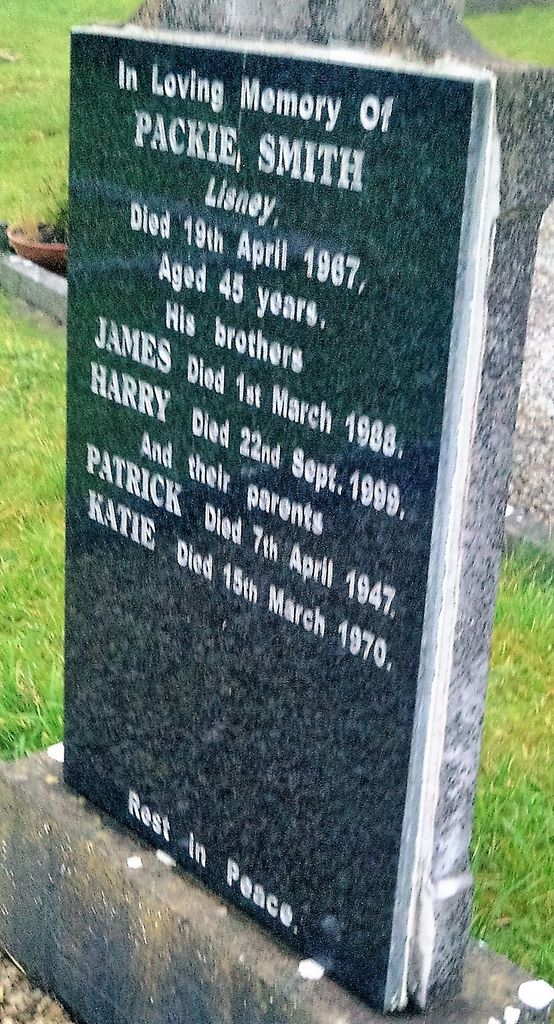 In Loving Memory Of
PACKIE SMITH
Lisney,
Died 19th April 1967,
Aged 45 years.
His brothers
JAMES Died 1st March 1988.
HARRY Died 22nd Sept. 1999.
And their parents
PATRICK Died 7th April 1947.
KATIE Died 15th March 1970.
Rest in Peace.